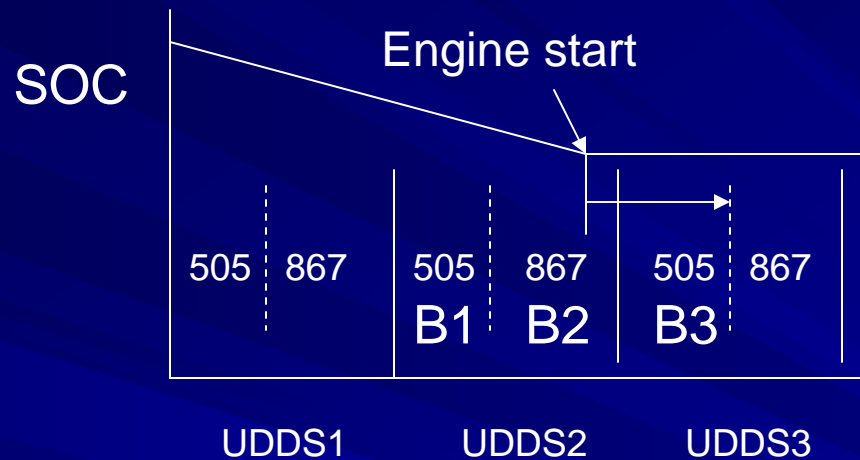 Engine start
SOC
505 867 505 867 505 867
B1 B2 B3
UDDS1 UDDS2 UDDS3